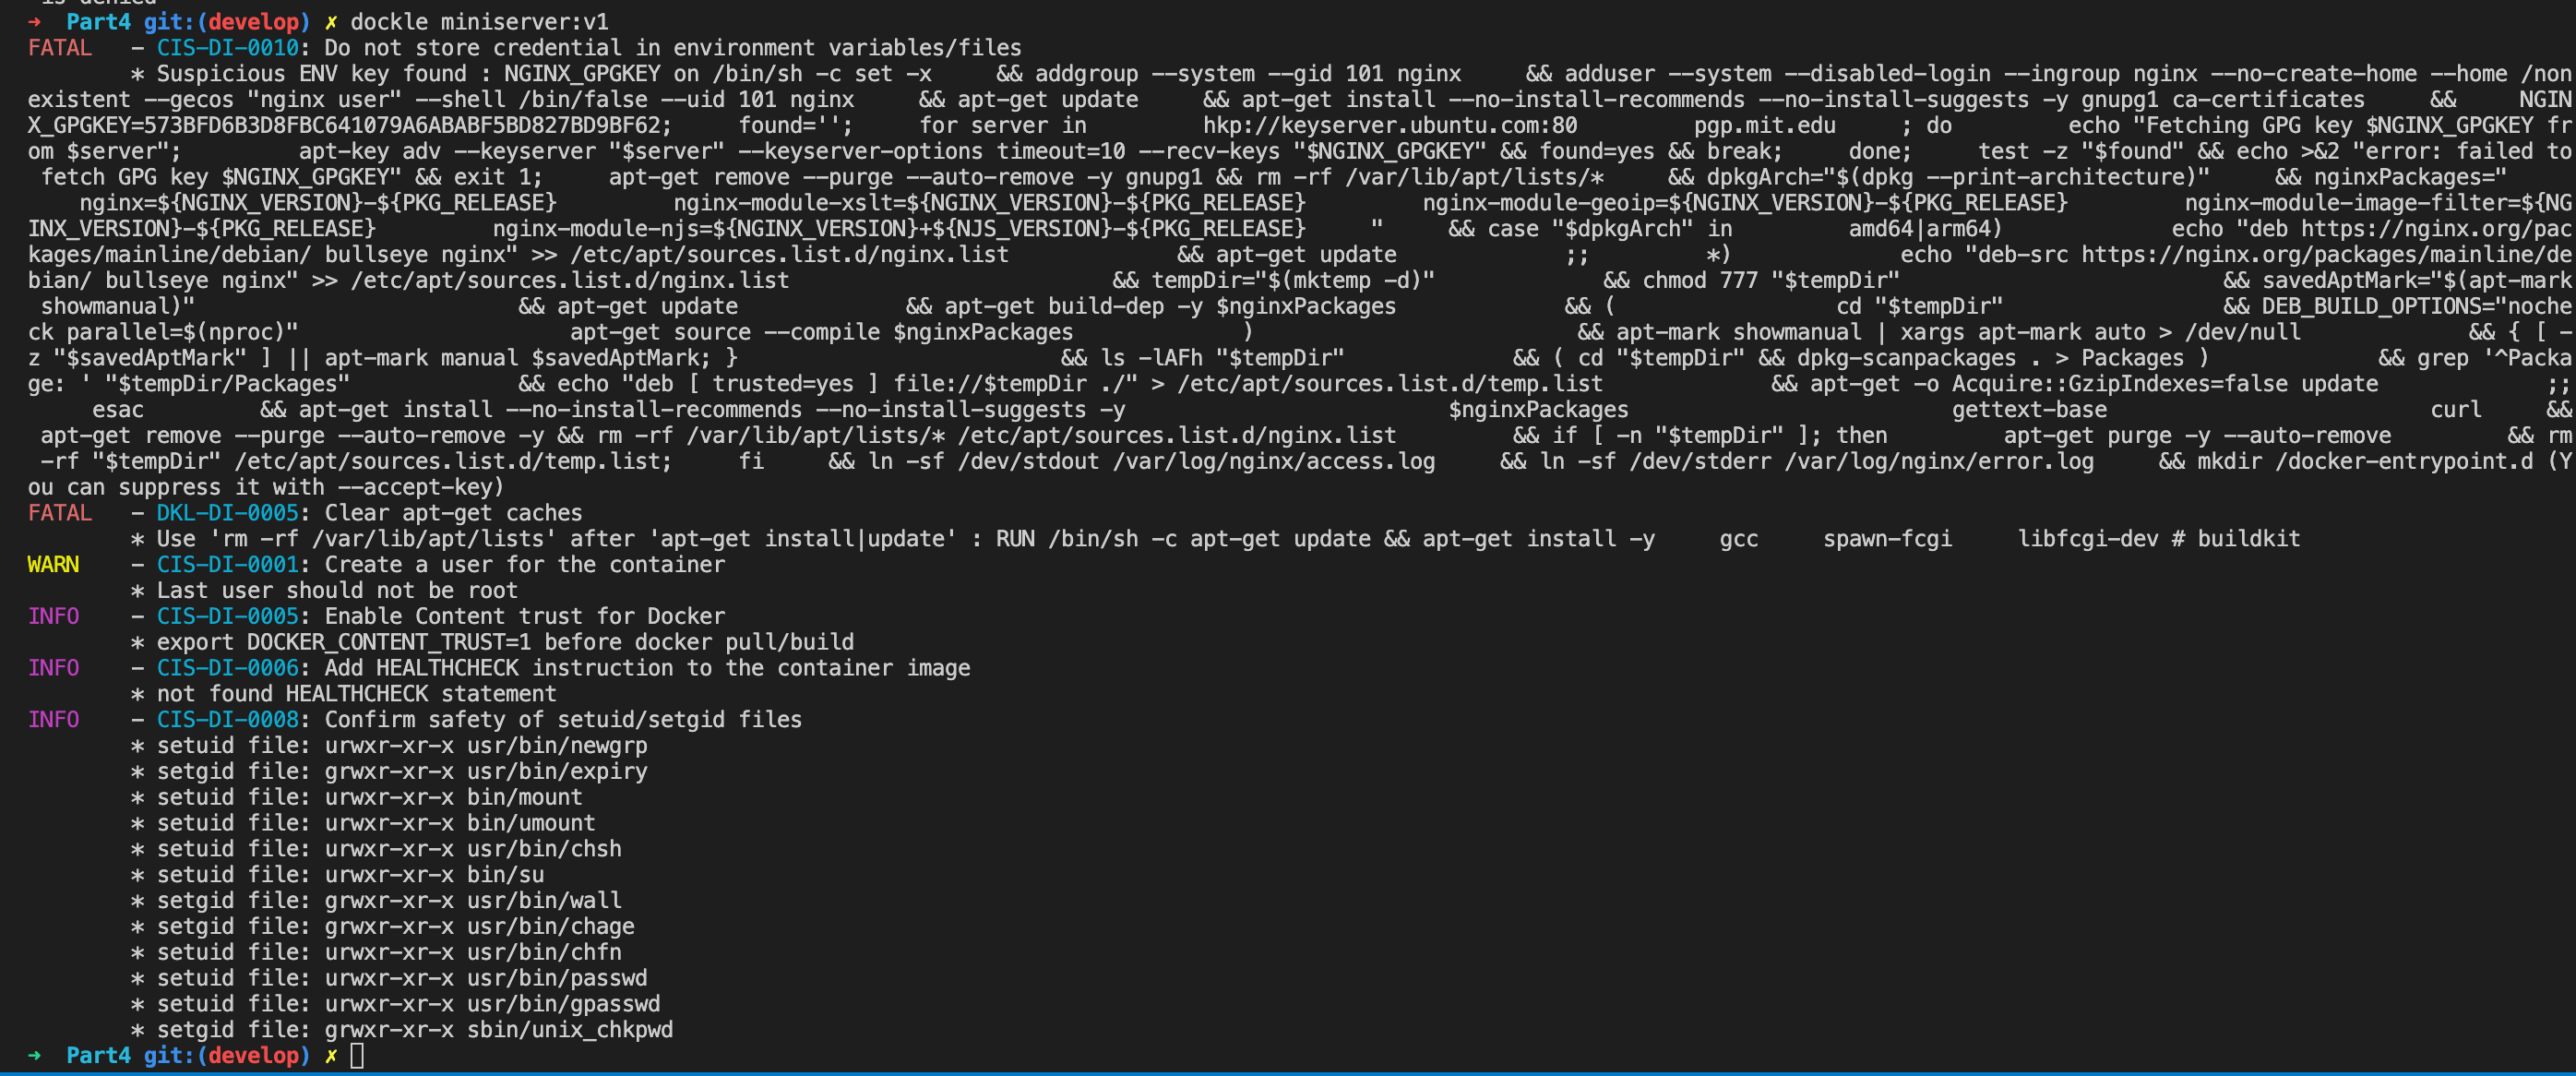 is denied
➜  Part4 git:(develop) ✗ dockle miniserver:v1
FATAL   - CIS-DI-0010: Do not store credential in environment variables/files
        * Suspicious ENV key found : NGINX_GPGKEY on /bin/sh -c set -x     && addgroup --system --gid 101 nginx     && adduser --system --disabled-login --ingroup nginx --no-create-home --home /non
existent --gecos "nginx user" --shell /bin/false --uid 101 nginx     && apt-get update     && apt-get install --no-install-recommends --no-install-suggests -y gnupg1 ca-certificates     &&     NGIN
X_GPGKEY=573BFD6B3D8FBC641079A6ABABF5BD827BD9BF62;     found='';     for server in         hkp://keyserver.ubuntu.com:80         pgp.mit.edu     ; do         echo "Fetching GPG key $NGINX_GPGKEY fr
om $server";         apt-key adv --keyserver "$server" --keyserver-options timeout=10 --recv-keys "$NGINX_GPGKEY" && found=yes && break;     done;     test -z "$found" && echo >&2 "error: failed to
 fetch GPG key $NGINX_GPGKEY" && exit 1;     apt-get remove --purge --auto-remove -y gnupg1 && rm -rf /var/lib/apt/lists/*     && dpkgArch="$(dpkg --print-architecture)"     && nginxPackages="
    nginx=${NGINX_VERSION}-${PKG_RELEASE}         nginx-module-xslt=${NGINX_VERSION}-${PKG_RELEASE}         nginx-module-geoip=${NGINX_VERSION}-${PKG_RELEASE}         nginx-module-image-filter=${NG
INX_VERSION}-${PKG_RELEASE}         nginx-module-njs=${NGINX_VERSION}+${NJS_VERSION}-${PKG_RELEASE}     "     && case "$dpkgArch" in         amd64|arm64)             echo "deb https://nginx.org/pac
kages/mainline/debian/ bullseye nginx" >> /etc/apt/sources.list.d/nginx.list             && apt-get update             ;;         *)             echo "deb-src https://nginx.org/packages/mainline/de
bian/ bullseye nginx" >> /etc/apt/sources.list.d/nginx.list                         && tempDir="$(mktemp -d)"             && chmod 777 "$tempDir"                         && savedAptMark="$(apt-mark
 showmanual)"                         && apt-get update             && apt-get build-dep -y $nginxPackages             && (                 cd "$tempDir"                 && DEB_BUILD_OPTIONS="noche
ck parallel=$(nproc)"                     apt-get source --compile $nginxPackages             )                         && apt-mark showmanual | xargs apt-mark auto > /dev/null             && { [ -
z "$savedAptMark" ] || apt-mark manual $savedAptMark; }                         && ls -lAFh "$tempDir"             && ( cd "$tempDir" && dpkg-scanpackages . > Packages )             && grep '^Packa
ge: ' "$tempDir/Packages"             && echo "deb [ trusted=yes ] file://$tempDir ./" > /etc/apt/sources.list.d/temp.list             && apt-get -o Acquire::GzipIndexes=false update             ;;
     esac         && apt-get install --no-install-recommends --no-install-suggests -y                         $nginxPackages                         gettext-base                         curl     &&
 apt-get remove --purge --auto-remove -y && rm -rf /var/lib/apt/lists/* /etc/apt/sources.list.d/nginx.list         && if [ -n "$tempDir" ]; then         apt-get purge -y --auto-remove         && rm
 -rf "$tempDir" /etc/apt/sources.list.d/temp.list;     fi     && ln -sf /dev/stdout /var/log/nginx/access.log     && ln -sf /dev/stderr /var/log/nginx/error.log     && mkdir /docker-entrypoint.d (Y
ou can suppress it with --accept-key)
FATAL   - DKL-DI-0005: Clear apt-get caches
        * Use 'rm -rf /var/lib/apt/lists' after 'apt-get install|update' : RUN /bin/sh -c apt-get update && apt-get install -y     gcc     spawn-fcgi     libfcgi-dev # buildkit
WARN    - CIS-DI-0001: Create a user for the container
        * Last user should not be root
INFO    - CIS-DI-0005: Enable Content trust for Docker
        * export DOCKER_CONTENT_TRUST=1 before docker pull/build
INFO    - CIS-DI-0006: Add HEALTHCHECK instruction to the container image
        * not found HEALTHCHECK statement
INFO    - CIS-DI-0008: Confirm safety of setuid/setgid files
        * setuid file: urwxr-xr-x usr/bin/newgrp
        * setgid file: grwxr-xr-x usr/bin/expiry
        * setuid file: urwxr-xr-x bin/mount
        * setuid file: urwxr-xr-x bin/umount
        * setuid file: urwxr-xr-x usr/bin/chsh
        * setuid file: urwxr-xr-x bin/su
        * setgid file: grwxr-xr-x usr/bin/wall
        * setgid file: grwxr-xr-x usr/bin/chage
        * setuid file: urwxr-xr-x usr/bin/chfn
        * setuid file: urwxr-xr-x usr/bin/passwd
        * setuid file: urwxr-xr-x usr/bin/gpasswd
        * setgid file: grwxr-xr-x sbin/unix_chkpwd
➜  Part4 git:(develop) ✗